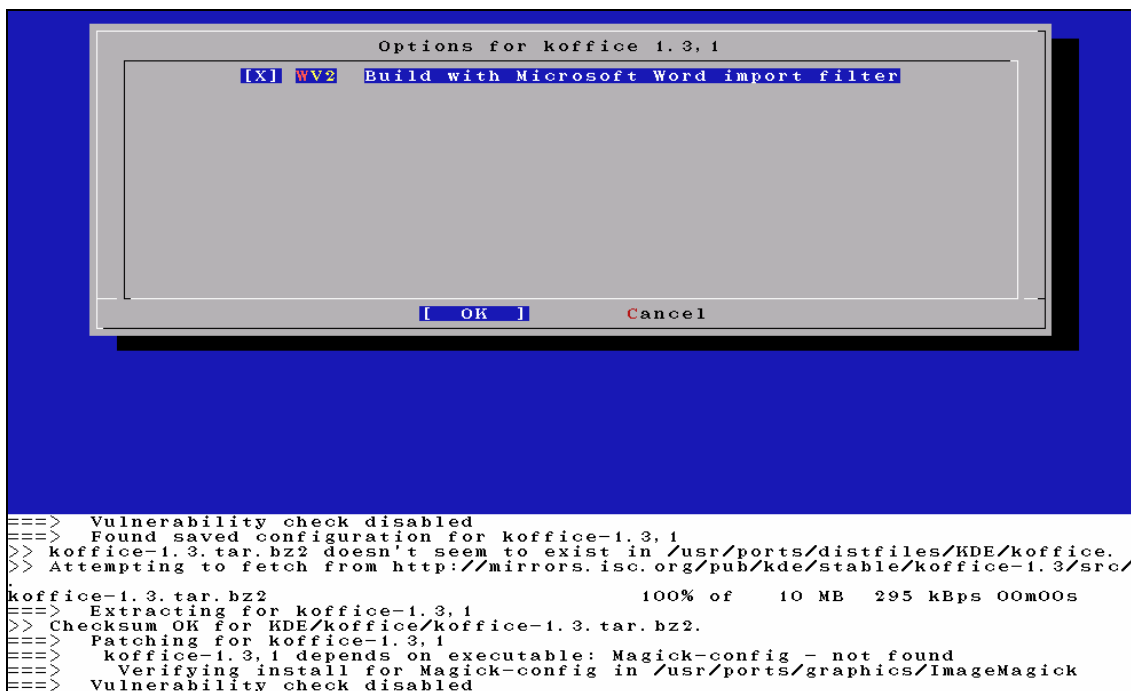 Options for koffice 1.3,1
[X] WV2 Build with Microsoft Word import filter
[ OK ] Cancel
===> Vulnerability check disabled
===> Found saved configuration for koffice-1.3,1
>> koffice-1.3.tar.bz2 doesn't seem to exist in /usr/ports/distfiles/KDE/koffice.
>> Attempting to fetch from http://mirrors.isc.org/pub/kde/stable/koffice-1.3/src/
.
koffice-1.3.tar.bz2 100% of 10 MB 295 kBps 00m00s
===> Extracting for koffice-1.3,1
>> Checksum OK for KDE/koffice/koffice-1.3.tar.bz2.
===> Patching for koffice-1.3,1
===> koffice-1.3,1 depends on executable: Magick-config - not found
===> Verifying install for Magick-config in /usr/ports/graphics/ImageMagick
===> Vulnerability check disabled